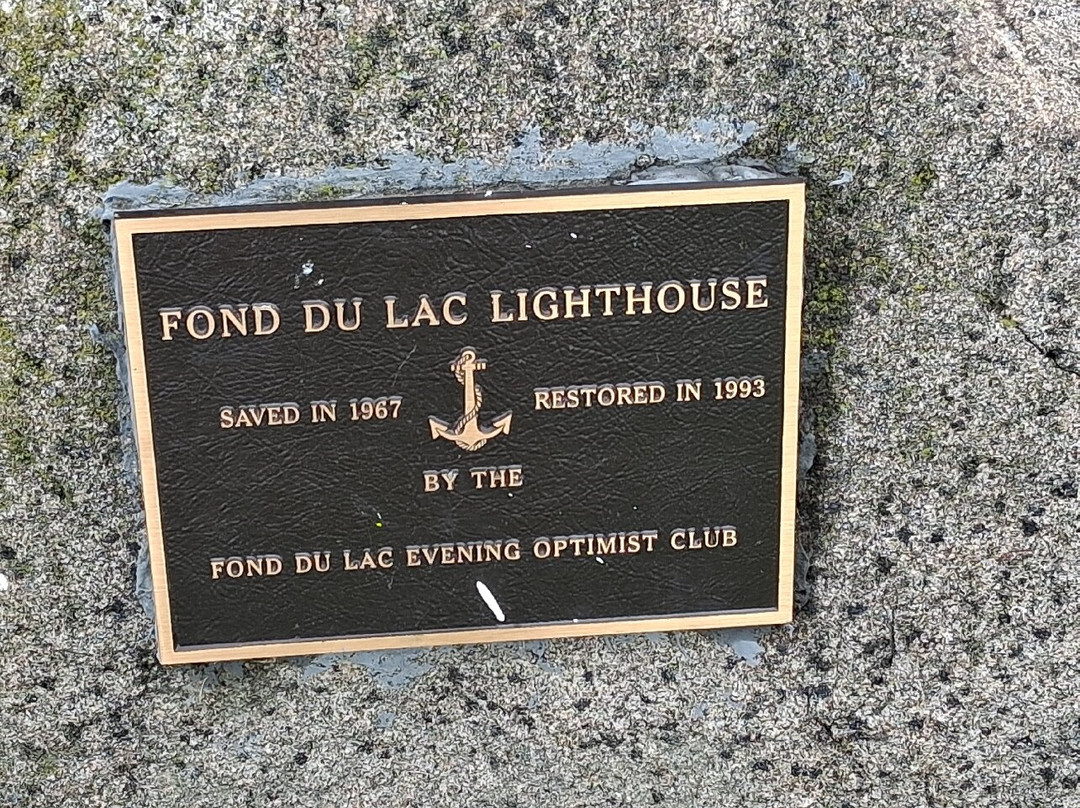 FOND DU LAC LIGHTHOUSE
SAVED IN 1967 RESTORED IN 1993
BY THE
FOND DU LAC EVENING OPTIMIST CLUB